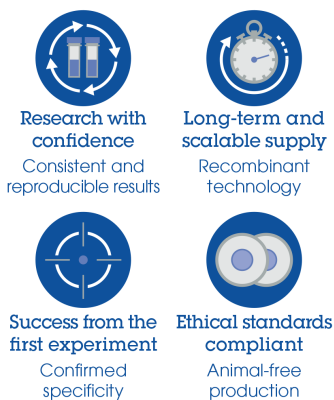 Research with
confidence
Consistent and
reproducible results
Long-term and
scalable supply
Recombinant
technology
Success from the
first experiment
Confirmed
specificity
Ethical standards
compliant
Animal-free
production